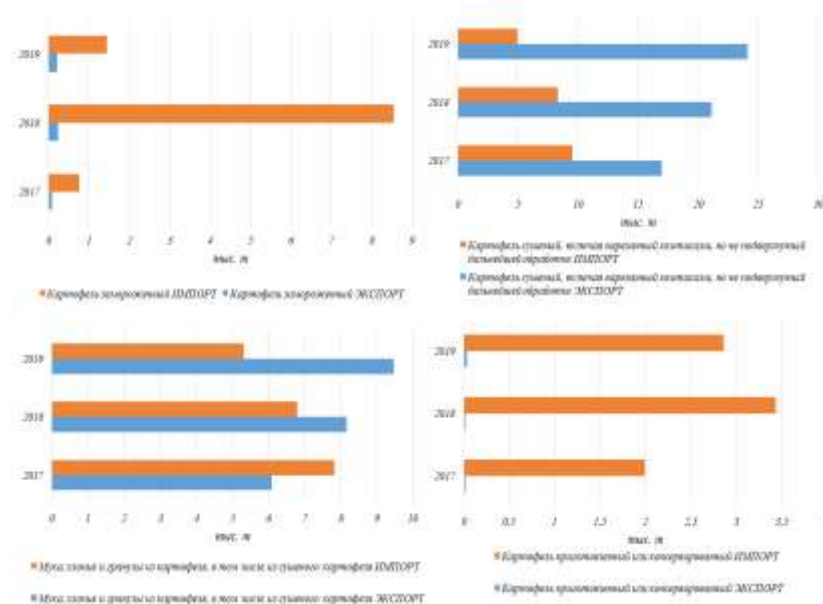 2019
2018
2017
0 1 2 3 4 5 6 7 8 9
тыс. т
Картофель замороженный ИМПОРТ Картофель замороженный ЭКСПОРТ
2019
2018
2017
0 5 10 15 20 25 30
тыс. т
Картофель сушеный, включая нарезанный ломтиками, но не подвергнутый
дальнейшей обработке ИМПОРТ
Картофель сушеный, включая нарезанный ломтиками, но не подвергнутый
дальнейшей обработке ЭКСПОРТ
2019
2018
2017
0 1 2 3 4 5 6 7 8 9 10
тыс. т
Мука хлопья и гранулы из картофеля, в том числе из сушеного картофеля ИМПОРТ
Мука хлопья и гранулы из картофеля, в том числе из сушеного картофеля ЭКСПОРТ
2019
2018
2017
0 0,5 1 1,5 2 2,5 3 3,5
тыс. т
Картофель приготовленный или консервированный ИМПОРТ
Картофель приготовленный или консервированный ЭКСПОРТ